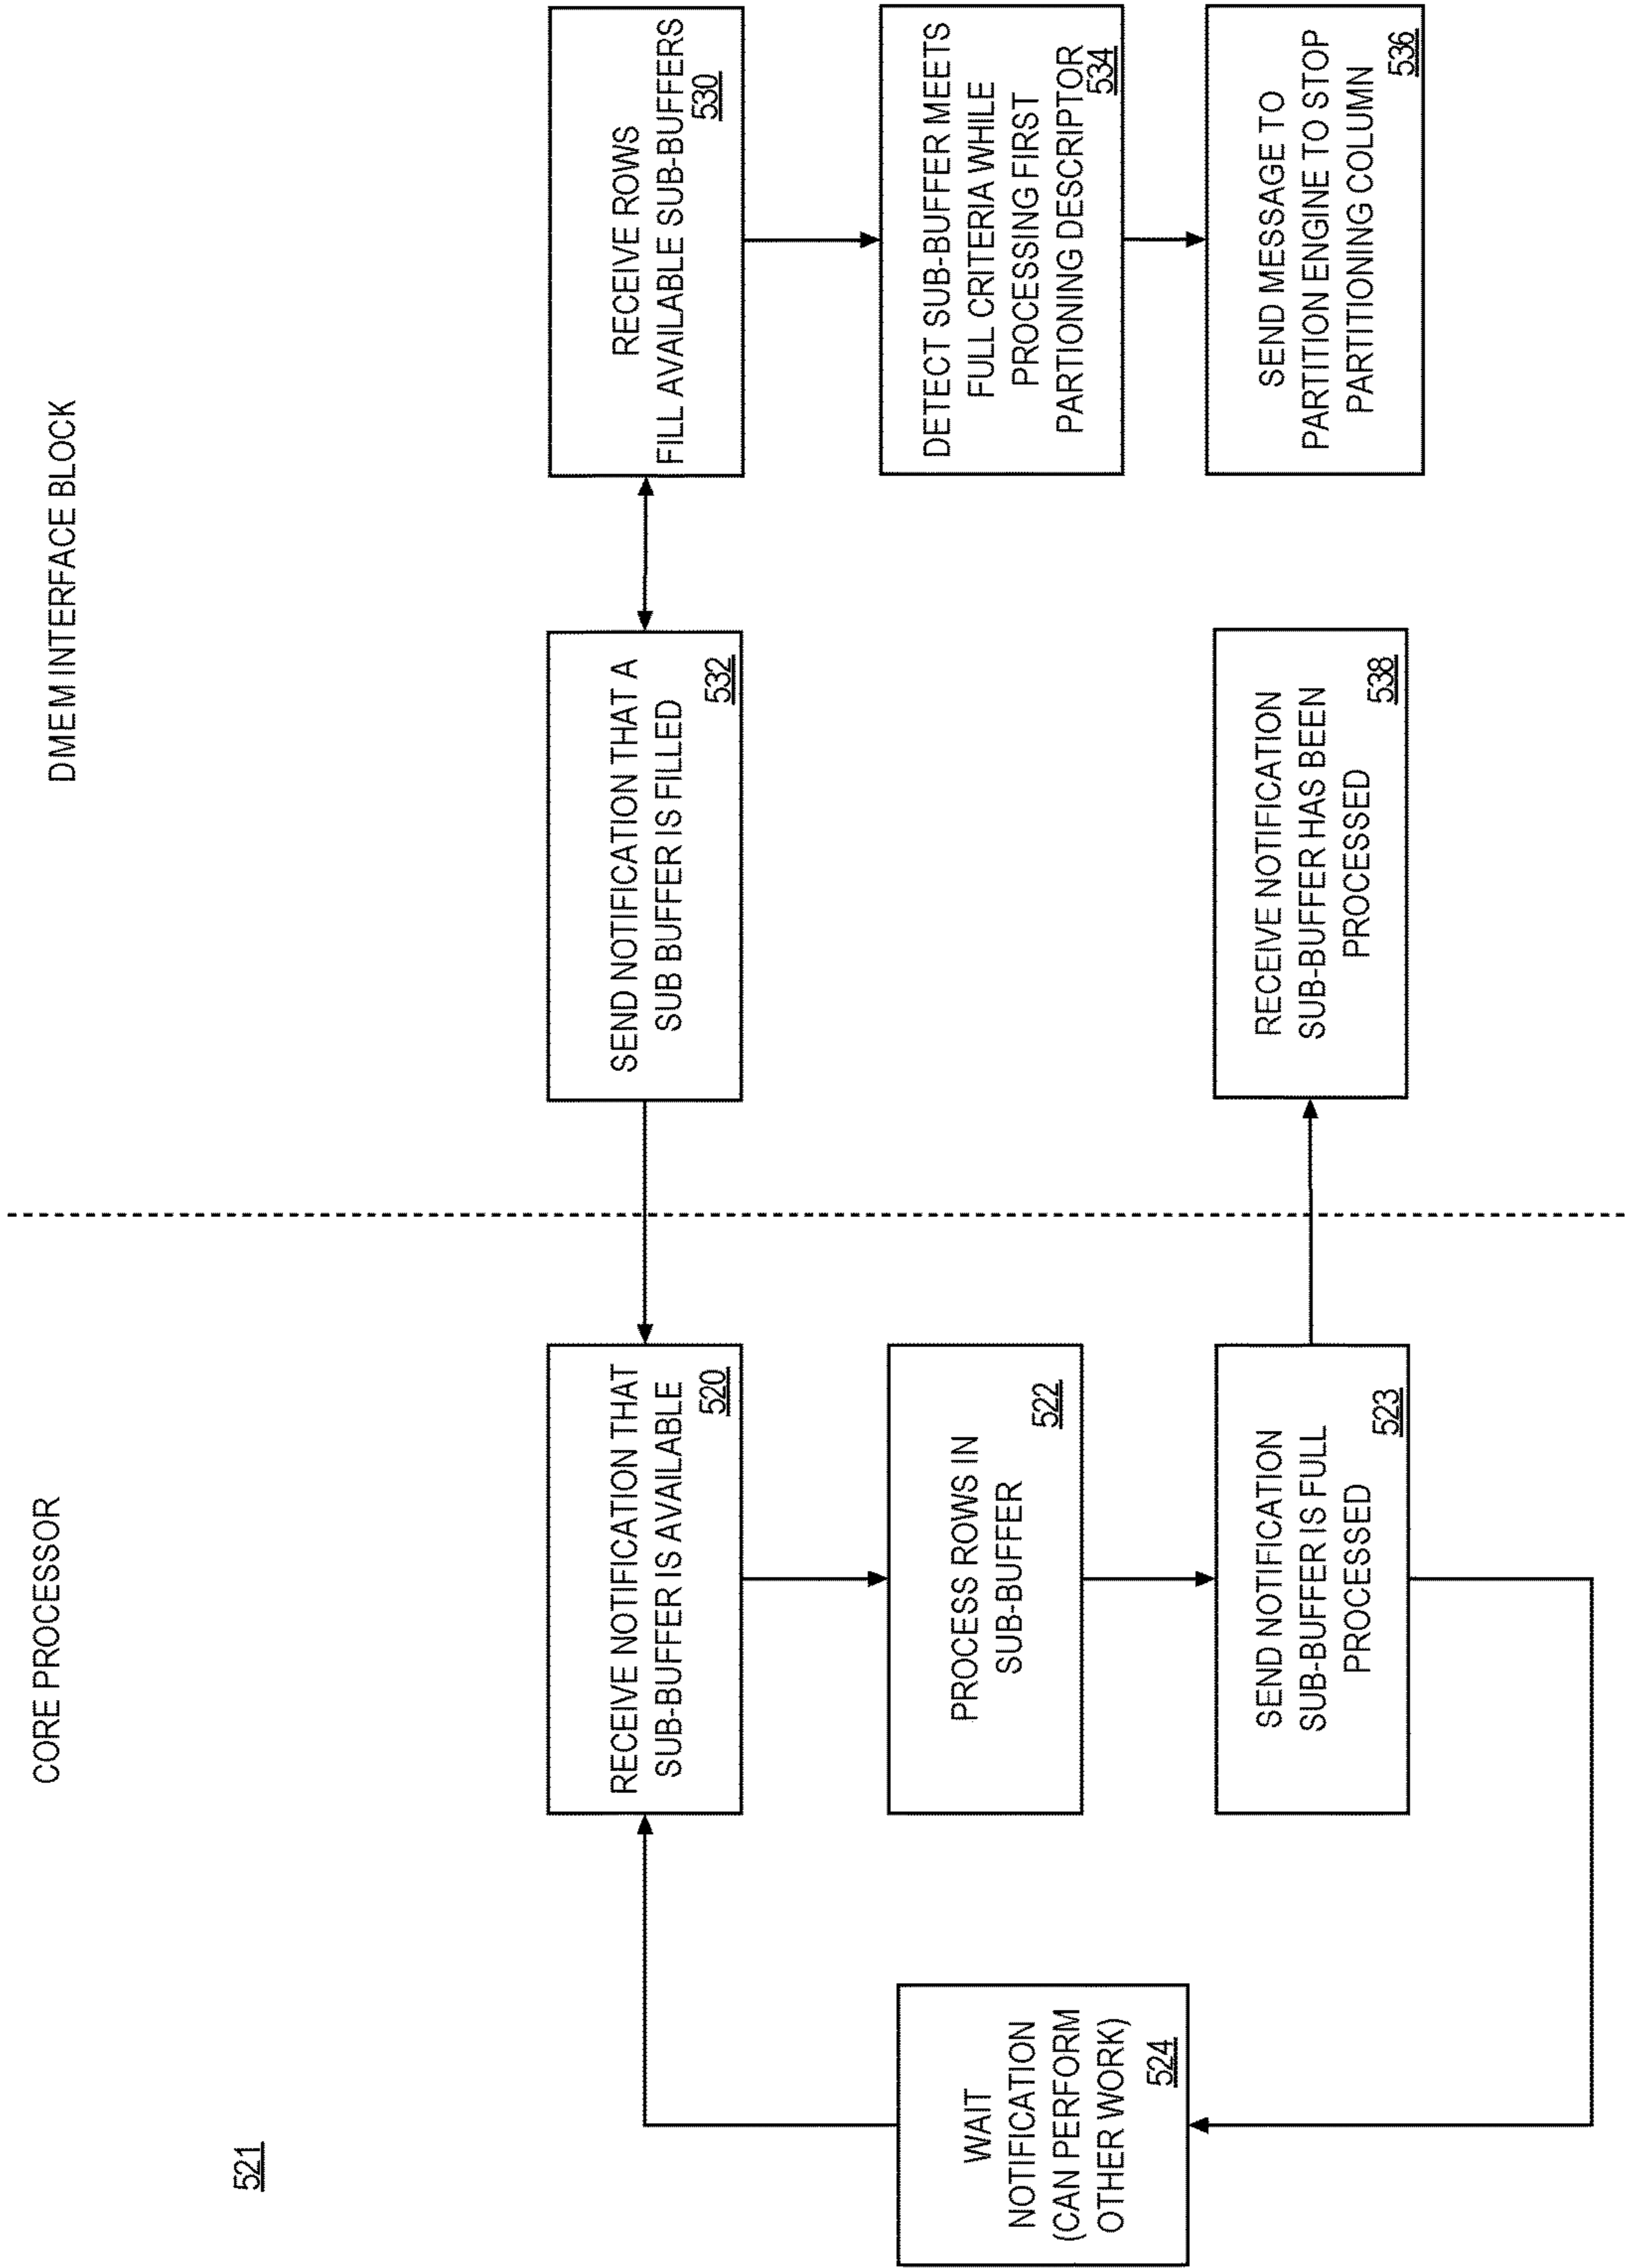 CORE PROCESSOR
DMEM INTERFACE BLOCK
521
RECEIVE NOTIFICATION THAT
SUB-BUFFER IS AVAILABLE
520
SEND NOTIFICATION THAT A
SUB BUFFER IS FILLED
532
RECEIVE ROWS
FILL AVAILABLE SUB-BUFFERS
530
WAIT
NOTIFICATION
(CAN PERFORM
OTHER WORK)
524
PROCESS ROWS IN
SUB-BUFFER
522
DETECT SUB-BUFFER MEETS
FULL CRITERIA WHILE
PROCESSING FIRST
PARTIONING DESCRIPTOR
534
SEND NOTIFICATION
SUB-BUFFER IS FULL
PROCESSED
523
RECEIVE NOTIFICATION
SUB-BUFFER HAS BEEN
PROCESSED
538
SEND MESSAGE TO
PARTITION ENGINE TO STOP
PARTITIONING COLUMN
536